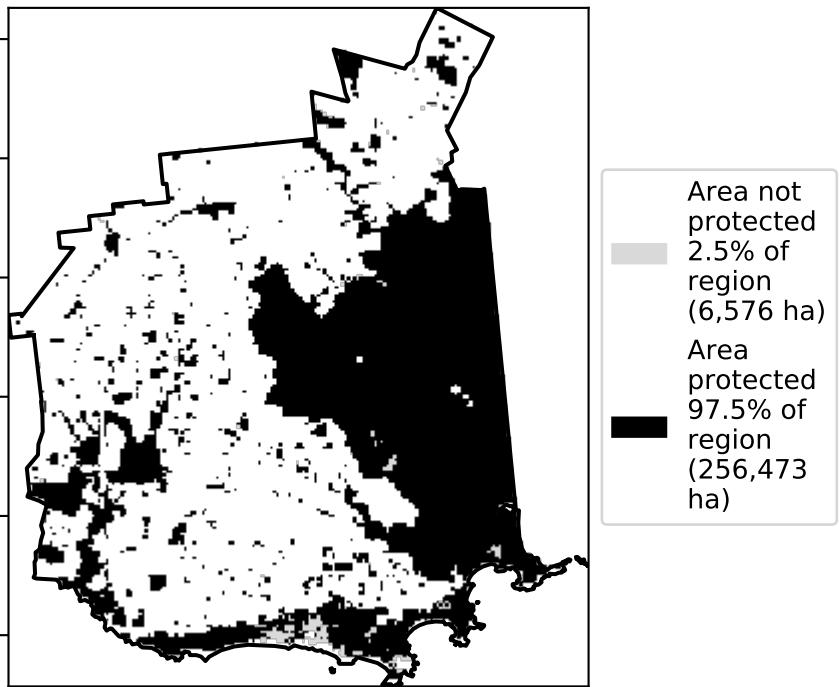 Area not
protected
2.5% of
region
(6,576 ha)
Area
protected
97.5% of
region
(256,473
ha)